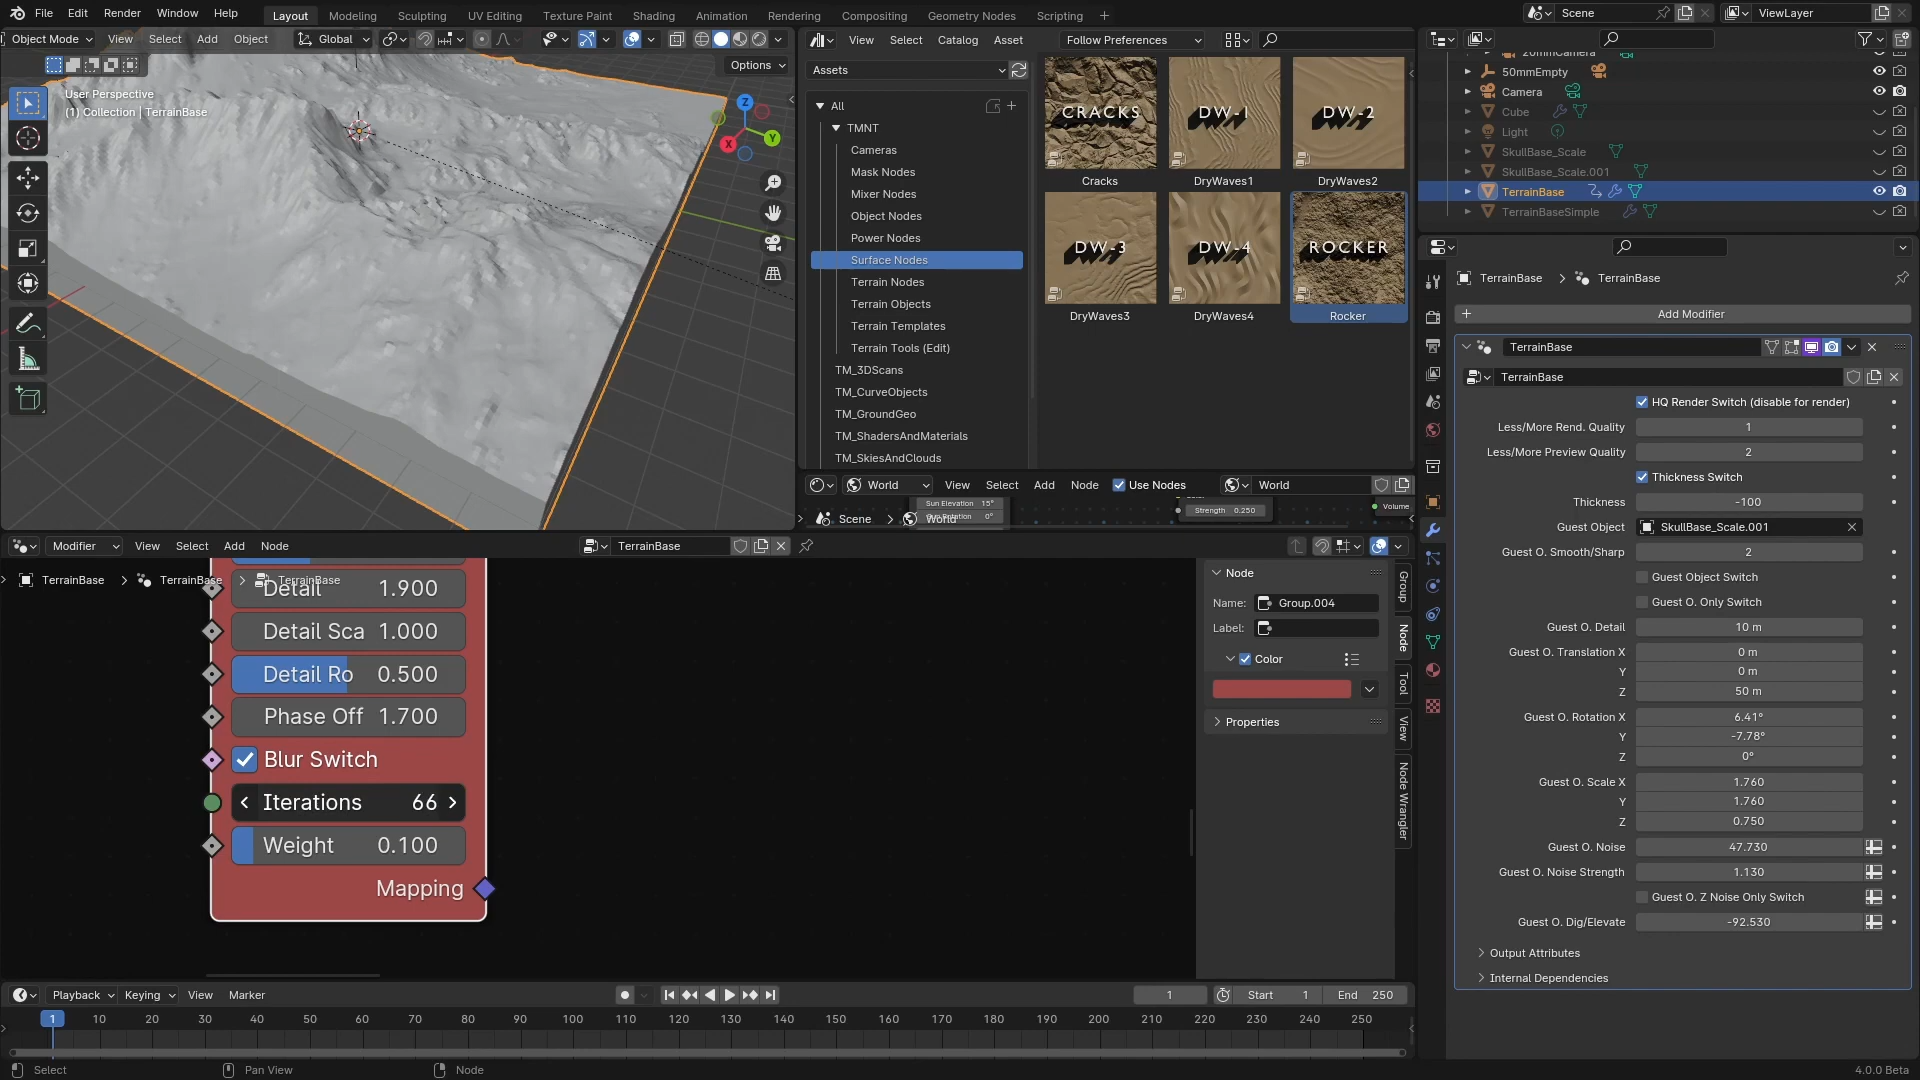 File Edit Render Window Help
Layout Modeling Sculpting UV Editing Texture Paint Shading Animation Rendering Compositing Geometry Nodes Scripting
Scene
ViewLayer
Object Mode View Select Add Object
Global
Options
User Perspective
(1) Collection | TerrainBase
Z
Y
X
View Select Catalog Asset
Follow Preferences
Assets
All
TMNT
Cameras
Mask Nodes
Mixer Nodes
Object Nodes
Power Nodes
Surface Nodes
Terrain Nodes
Terrain Objects
Terrain Templates
Terrain Tools (Edit)
TM_3DScans
TM_CurveObjects
TM_GroundGeo
TM_ShadersAndMaterials
TM_SkiesAndClouds
CRACKS DW-1 DW-2
Cracks DryWaves1 DryWaves2
DW-3 DW-4 ROCKER
DryWaves3 DryWaves4 Rocker
World View Select Add Node Use Nodes World
Sun Elevation 15°
Sun Rotation 0°
Strength 0.250
Volume
Scene World
20mmCamera
50mmEmpty
Camera
Cube
Light
SkullBase_Scale
SkullBase_Scale.001
TerrainBase
TerrainBaseSimple
TerrainBase TerrainBase
Add Modifier
TerrainBase
TerrainBase
HQ Render Switch (disable for render)
Less/More Rend. Quality 1
Less/More Preview Quality 2
Thickness Switch
Thickness -100
Guest Object SkullBase_Scale.001
Guest O. Smooth/Sharp 2
Guest Object Switch
Guest O. Only Switch
Guest O. Detail 10 m
Guest O. Translation X 0 m
Y 0 m
Z 50 m
Guest O. Rotation X 6.41°
Y -7.78°
Z 0°
Guest O. Scale X 1.760
Y 1.760
Z 0.750
Guest O. Noise 47.730
Guest O. Noise Strength 1.130
Guest O. Z Noise Only Switch
Guest O. Dig/Elevate -92.530
Output Attributes
Internal Dependencies
Modifier View Select Add Node
TerrainBase
TerrainBase TerrainBase TerrainBase
Detail 1.900
Detail Sca 1.000
Detail Ro 0.500
Phase Off 1.700
Blur Switch
Iterations 66
Weight 0.100
Mapping
Node
Name: Group.004
Label:
Color
Properties
Group
Node
Tool
View
Node Wrangler
Playback Keying View Marker
1 Start 1 End 250
1 10 20 30 40 50 60 70 80 90 100 110 120 130 140 150 160 170 180 190 200 210 220 230 240 250
Select Pan View Node
4.0.0 Beta